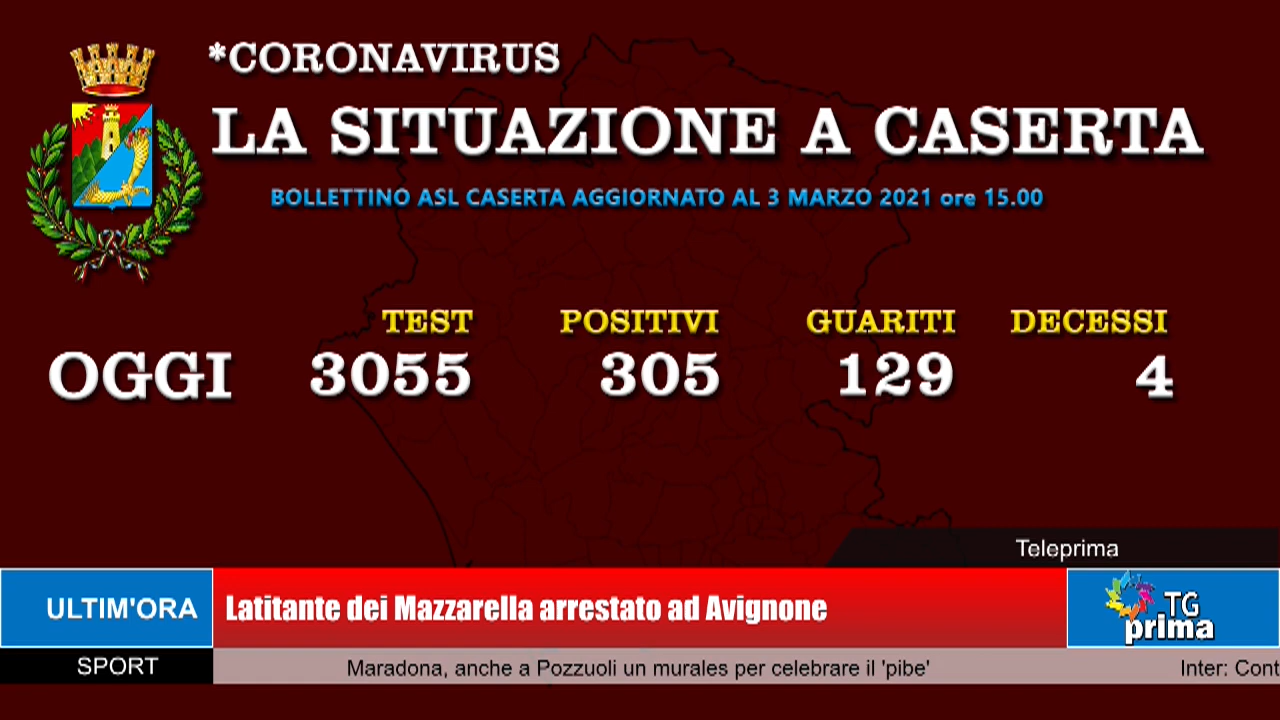 *CORONAVIRUS
LA SITUAZIONE A CASERTA
BOLLETTINO ASL CASERTA AGGIORNATO AL 3 MARZO 2021 ore 15.00
TEST POSITIVI GUARITI DECESSI
OGGI 3055 305 129 4
Teleprima
ULTIM'ORA Latitante dei Mazzarella arrestato ad Avignone
TG prima
SPORT Maradona, anche a Pozzuoli un murales per celebrare il 'pibe' Inter: Cont